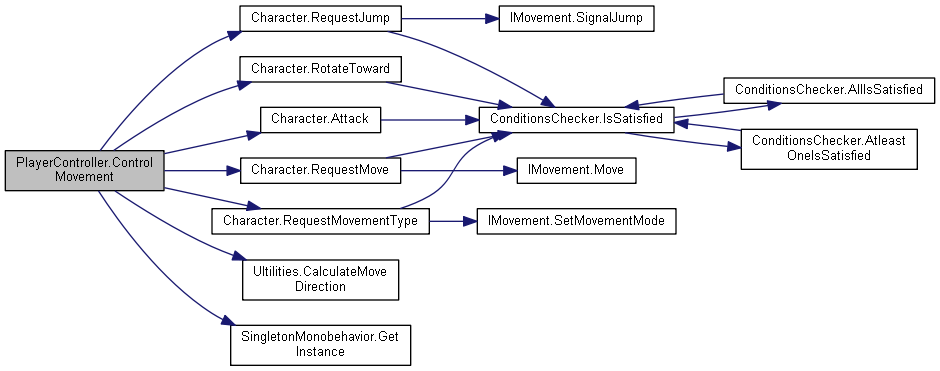 Character.RequestJump
IMovement.SignalJump
Character.RotateToward
ConditionsChecker.AllIsSatisfied
Character.Attack
ConditionsChecker.IsSatisfied
ConditionsChecker.Atleast
OneIsSatisfied
PlayerController.Control
Movement
Character.RequestMove
IMovement.Move
Character.RequestMovementType
IMovement.SetMovementMode
Ultilities.CalculateMove
Direction
SingletonMonobehavior.Get
Instance